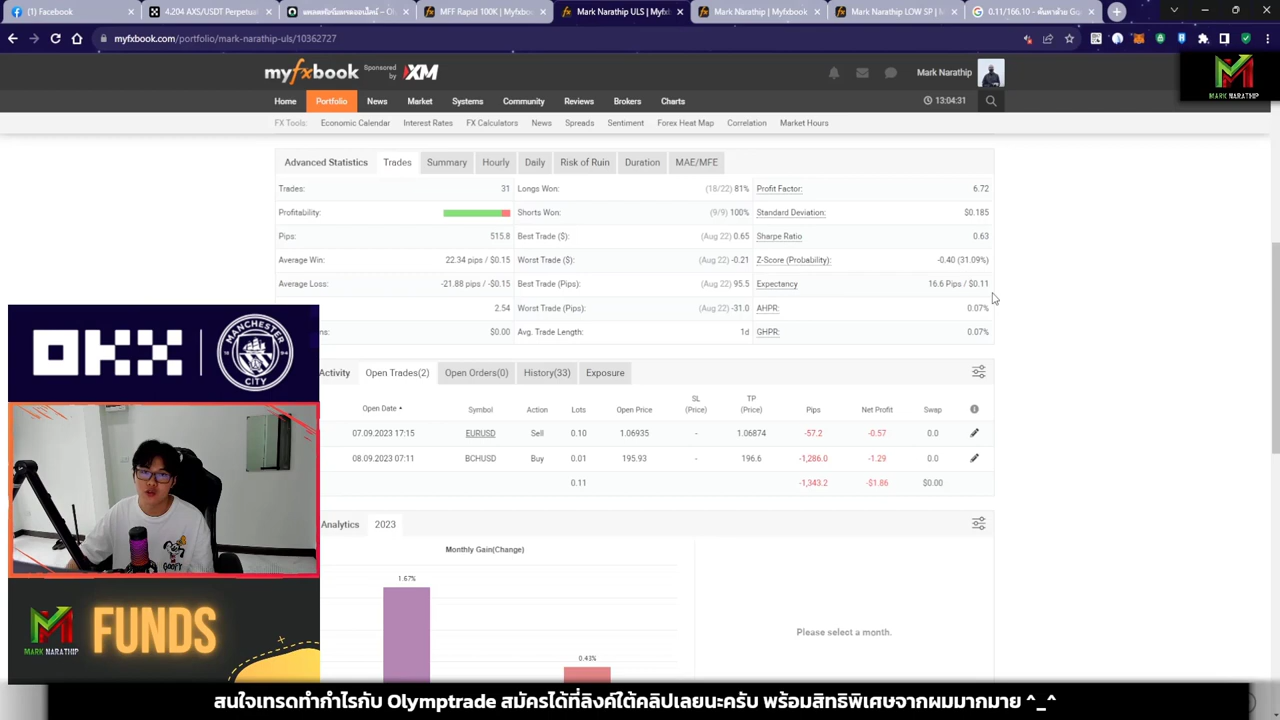 Facebook
4.204 AXS/USDT Perpetual
MFF Rapid 100K | Myfxb
Mark Narathip ULS | Myfxb
Mark Narathip LOW SP | M
myfxbook.com/portfolio/mark-narathip-uls/10362727
myfxbook
Sponsored by XM
Mark Narathip
MARK NARATHIP
Home Portfolio News Market Systems Community Reviews Brokers Charts
13:04:31
FX Tools: Economic Calendar Interest Rates FX Calculators News Spreads Sentiment Forex Heat Map Correlation Market Hours
Advanced Statistics Trades Summary Hourly Daily Risk of Ruin Duration MAE/MFE
Trades: 31 Longs Won: (18/22) 81% Profit Factor: 6.72
Profitability: Shorts Won: (9/9) 100% Standard Deviation: $0.185
Pips: 515.8 Best Trade ($): (Aug 22) 0.65 Sharpe Ratio 0.63
Average Win: 22.34 pips / $0.15 Worst Trade ($): (Aug 22) -0.21 Z-Score (Probability): -0.40 (31.09%)
Average Loss: -21.88 pips / -$0.15 Best Trade (Pips): (Aug 22) 95.5 Expectancy 16.6 Pips / $0.11
2.54 Worst Trade (Pips): (Aug 22) -31.0 AHPR: 0.07%
ns: $0.00 Avg. Trade Length: 1d GHPR: 0.07%
Activity Open Trades(2) Open Orders(0) History(33) Exposure
Open Date Symbol Action Lots Open Price SL (Price) TP (Price) Pips Net Profit Swap
07.09.2023 17:15 EURUSD Sell 0.10 1.06935 - 1.06874 -57.2 -0.57 0.0
08.09.2023 07:11 BCHUSD Buy 0.01 195.93 - 196.6 -1,286.0 -1.29 0.0
0.11 -1,343.2 -$1.86 $0.00
Analytics 2023
Monthly Gain(Change)
1.67%
0.43%
Please select a month.
OKX
MANCHESTER CITY
GOOFY
MARK NARATHIP
FUNDS
สนใจเทรดทำกำไรกับ Olymptrade สมัครได้ที่ลิงค์ใต้คลิปเลยนะครับ พร้อมสิทธิพิเศษจากผมมากมาย ^_^